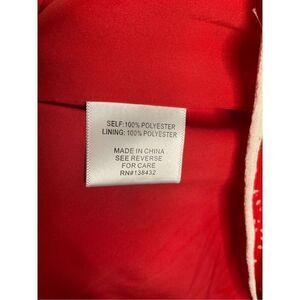 SELF:100% POLYESTER
LINING: 100% POLYESTER
MADE IN CHINA
SEE REVERSE
FOR CARE
RN#138432